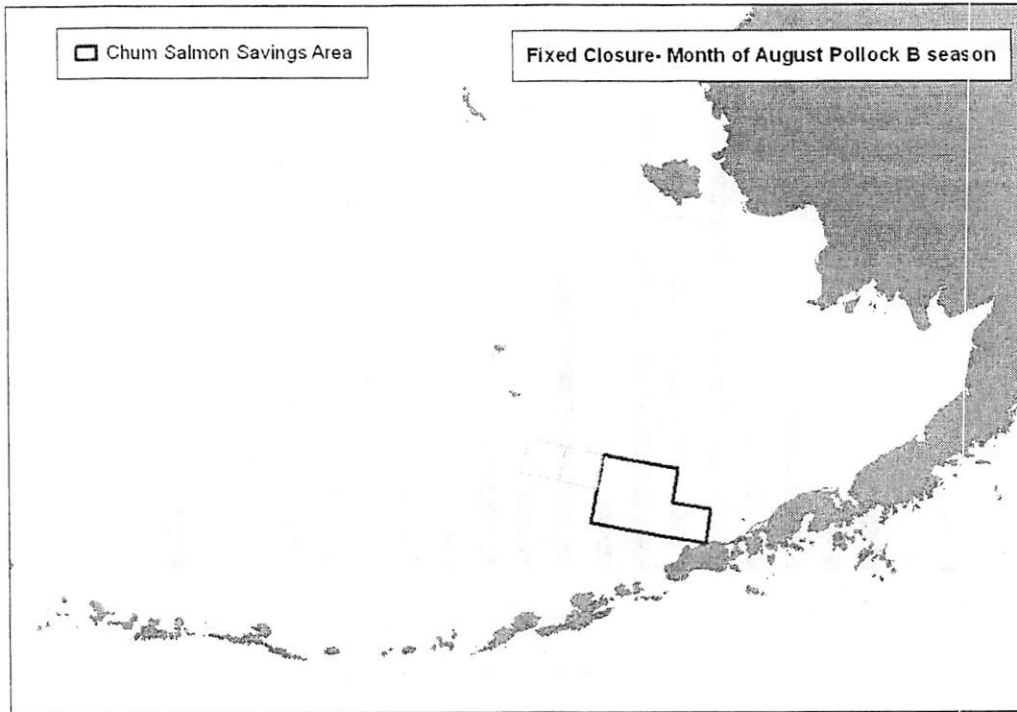 Chum Salmon Savings Area
Fixed Closure- Month of August Pollock B season